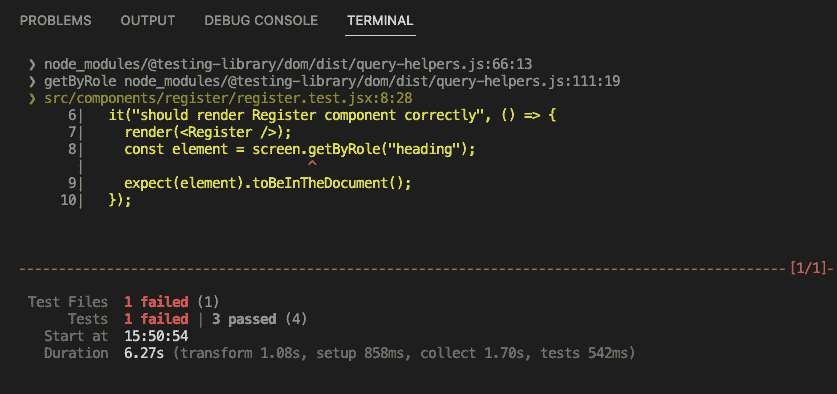 PROBLEMS OUTPUT DEBUG CONSOLE TERMINAL
❯ node_modules/@testing-library/dom/dist/query-helpers.js:66:13
❯ getByRole node_modules/@testing-library/dom/dist/query-helpers.js:111:19
❯ src/components/register/register.test.jsx:8:28
6| it("should render Register component correctly", () => {
7| render(<Register />);
8| const element = screen.getByRole("heading");
| ^
9| expect(element).toBeInTheDocument();
10| });
[1/1]
Test Files 1 failed (1)
Tests 1 failed | 3 passed (4)
Start at 15:50:54
Duration 6.27s (transform 1.08s, setup 858ms, collect 1.70s, tests 542ms)